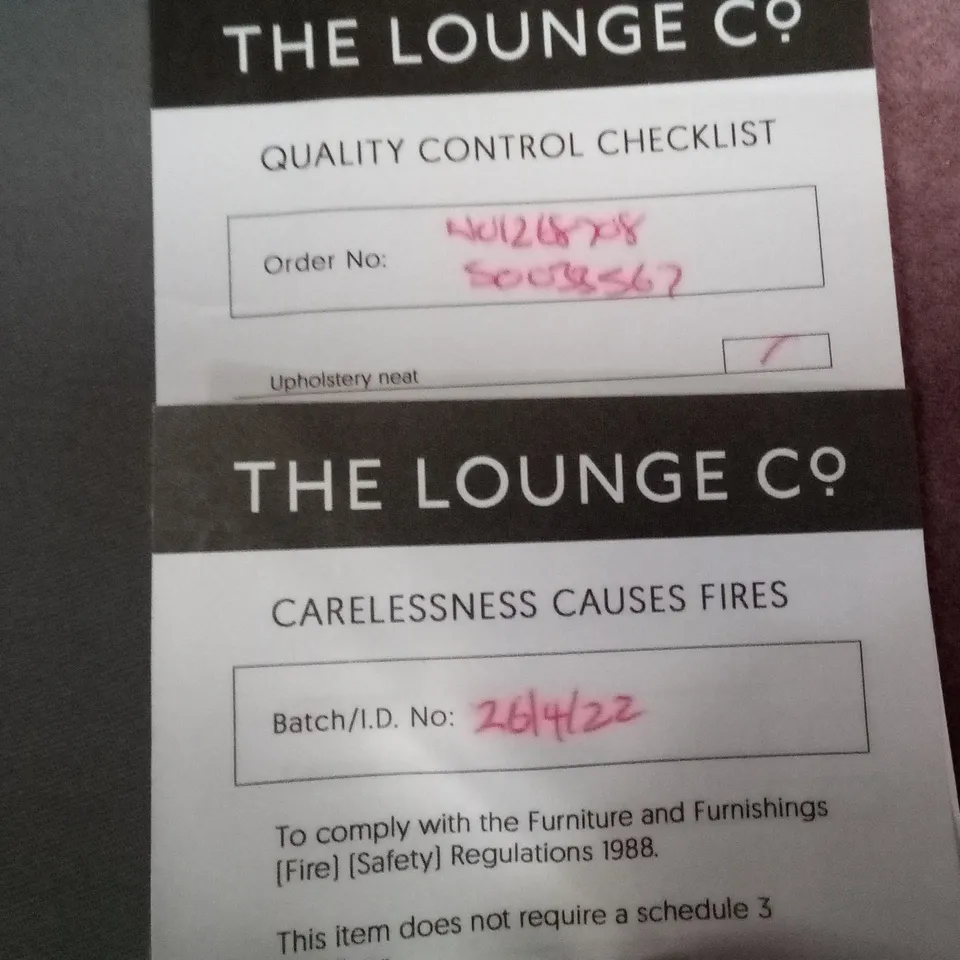 THE LOUNGE CO
QUALITY CONTROL CHECKLIST
Order No:
Upholstery neat
THE LOUNGE CO
CARELESSNESS CAUSES FIRES
Batch/I.D. No: 26/4/22
To comply with the Furniture and Furnishings
(Fire) (Safety) Regulations 1988.
This item does not require a schedule 3